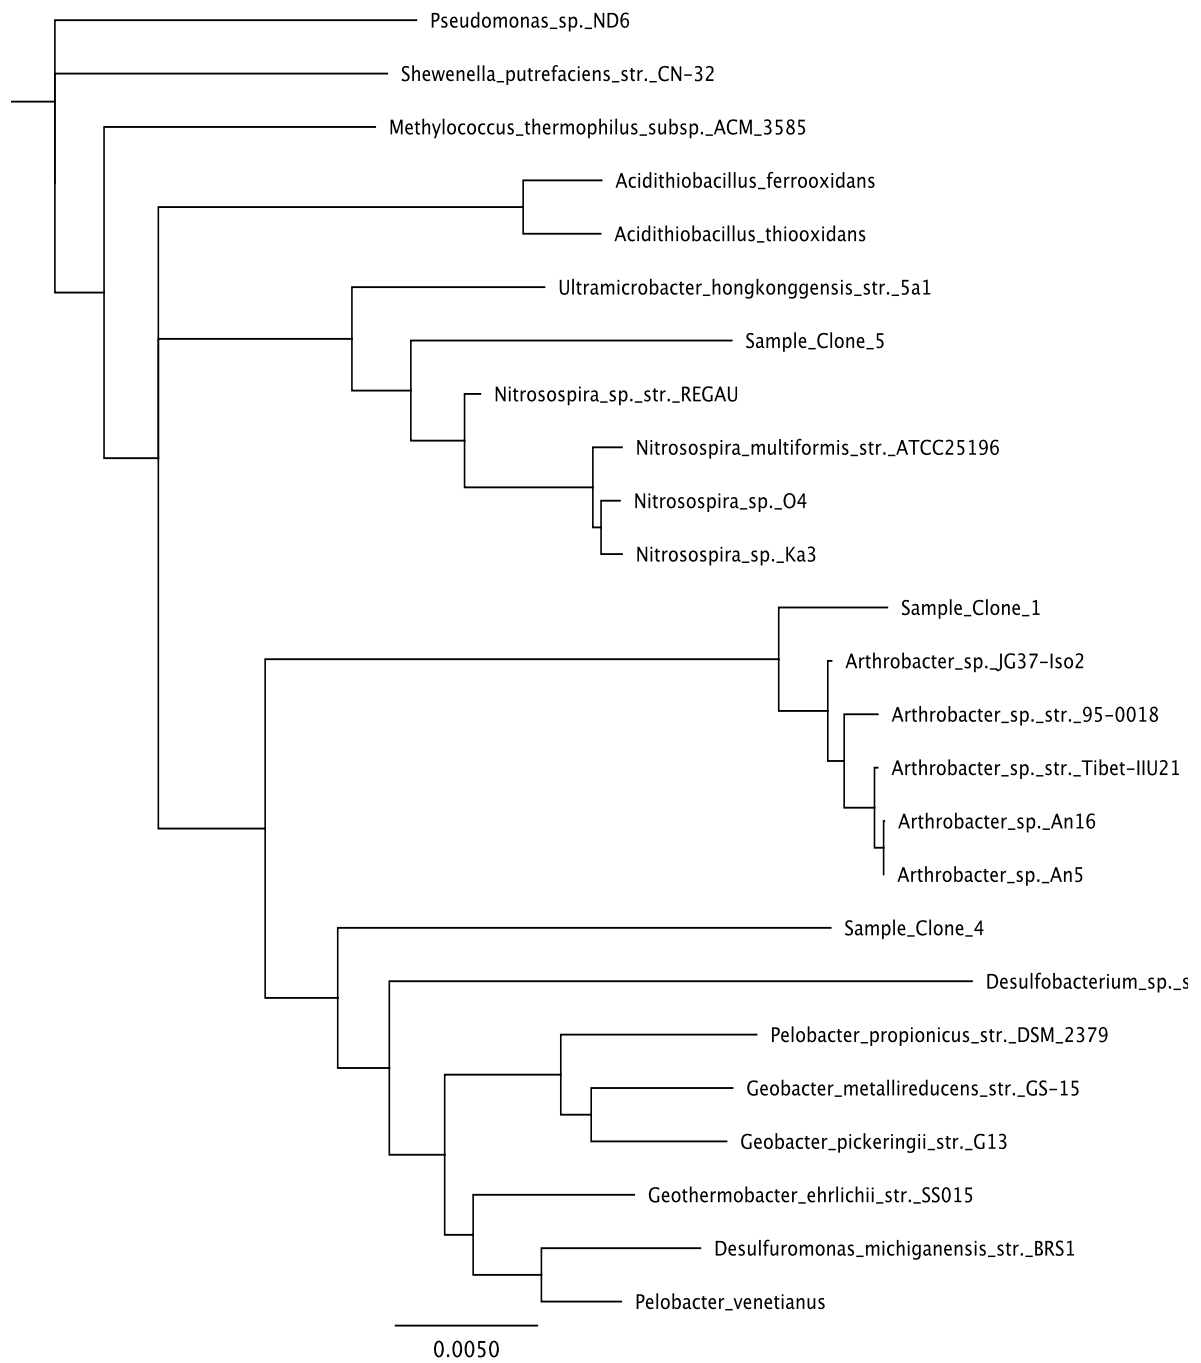 Pseudomonas_sp._ND6
Shewenella_putrefaciens_str._CN-32
Methylococcus_thermophilus_subsp._ACM_3585
Acidithiobacillus_ferrooxidans
Acidithiobacillus_thiooxidans
Ultramicrobacter_hongkonggensis_str._5a1
Sample_Clone_5
Nitrosospira_sp._str._REGAU
Nitrosospira_multiformis_str._ATCC25196
Nitrosospira_sp._O4
Nitrosospira_sp._Ka3
Sample_Clone_1
Arthrobacter_sp._JG37-Iso2
Arthrobacter_sp._str._95-0018
Arthrobacter_sp._str._Tibet-IIU21
Arthrobacter_sp._An16
Arthrobacter_sp._An5
Sample_Clone_4
Desulfobacterium_sp._s
Pelobacter_propionicus_str._DSM_2379
Geobacter_metallireducens_str._GS-15
Geobacter_pickeringii_str._G13
Geothermobacter_ehrlichii_str._SS015
Desulfuromonas_michiganensis_str._BRS1
Pelobacter_venetianus
0.0050